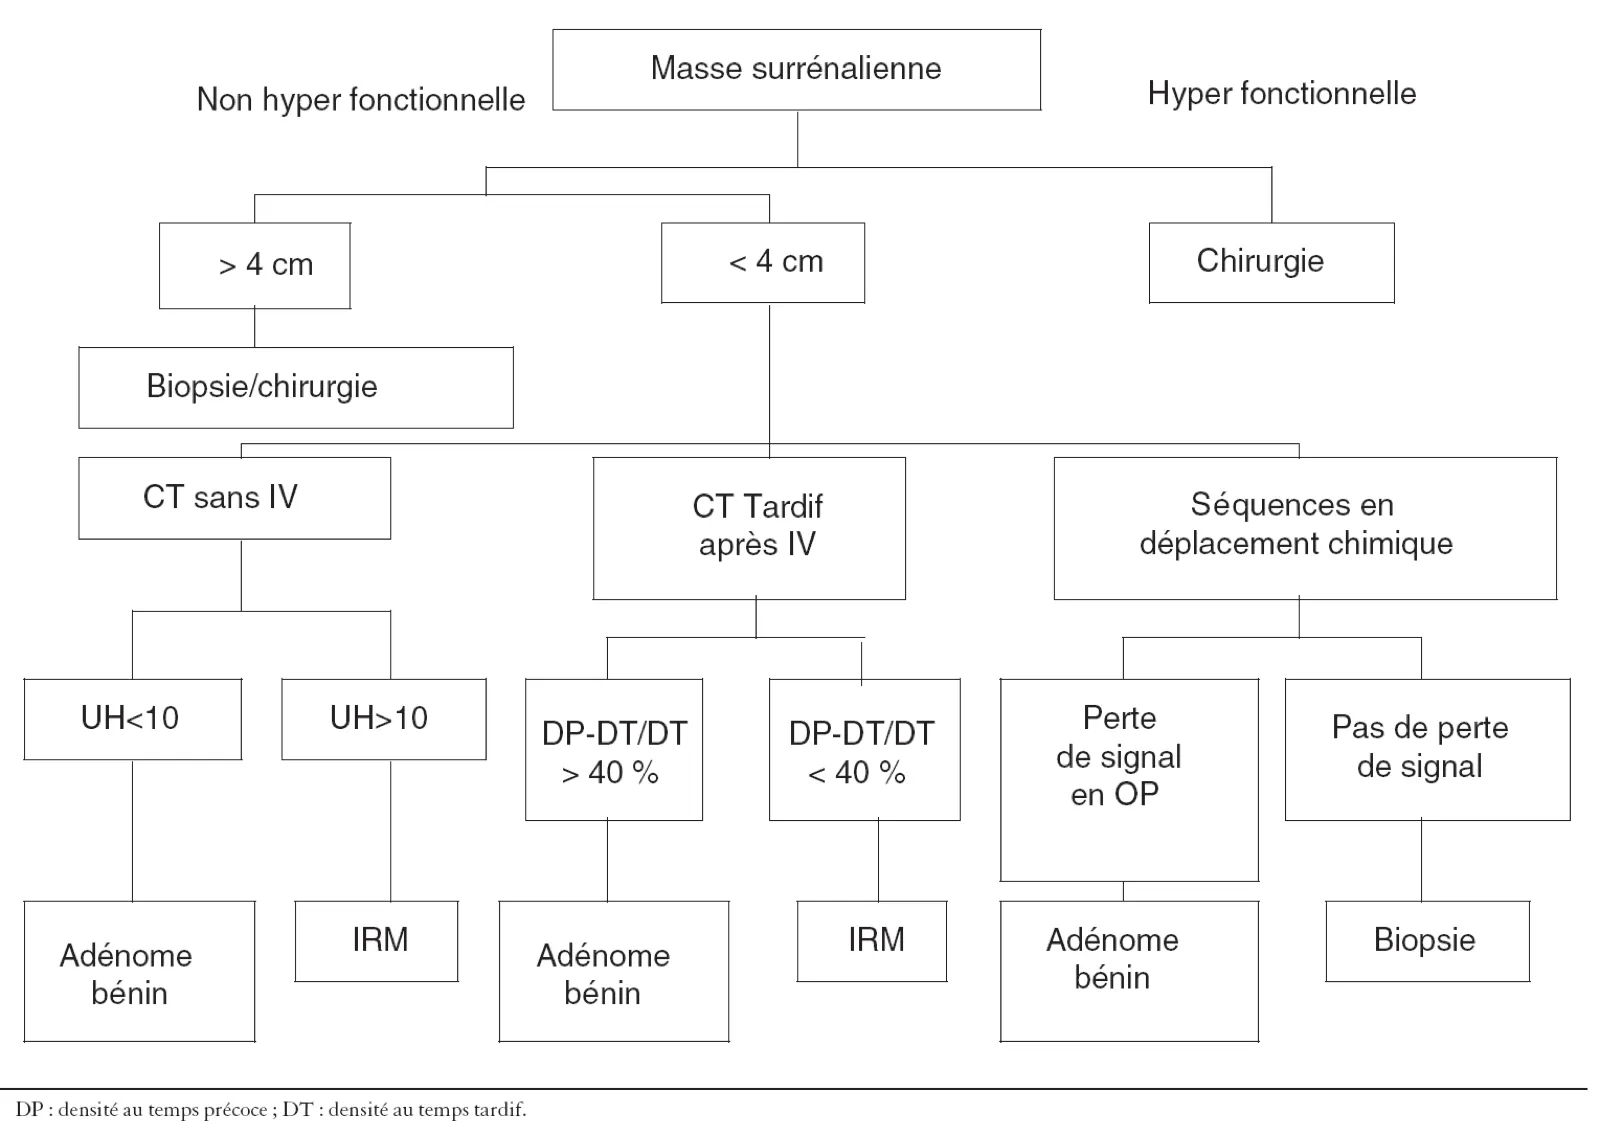 Masse surrénalienne
Non hyper fonctionnelle
Hyper fonctionnelle
> 4 cm
< 4 cm
Chirurgie
Biopsie/chirurgie
CT sans IV
CT Tardif
après IV
Séquences en
déplacement chimique
UH<10
UH>10
DP-DT/DT
> 40 %
DP-DT/DT
< 40 %
Perte
de signal
en OP
Pas de perte
de signal
Adénome
bénin
IRM
Adénome
bénin
IRM
Adénome
bénin
Biopsie
DP : densité au temps précoce ; DT : densité au temps tardif.